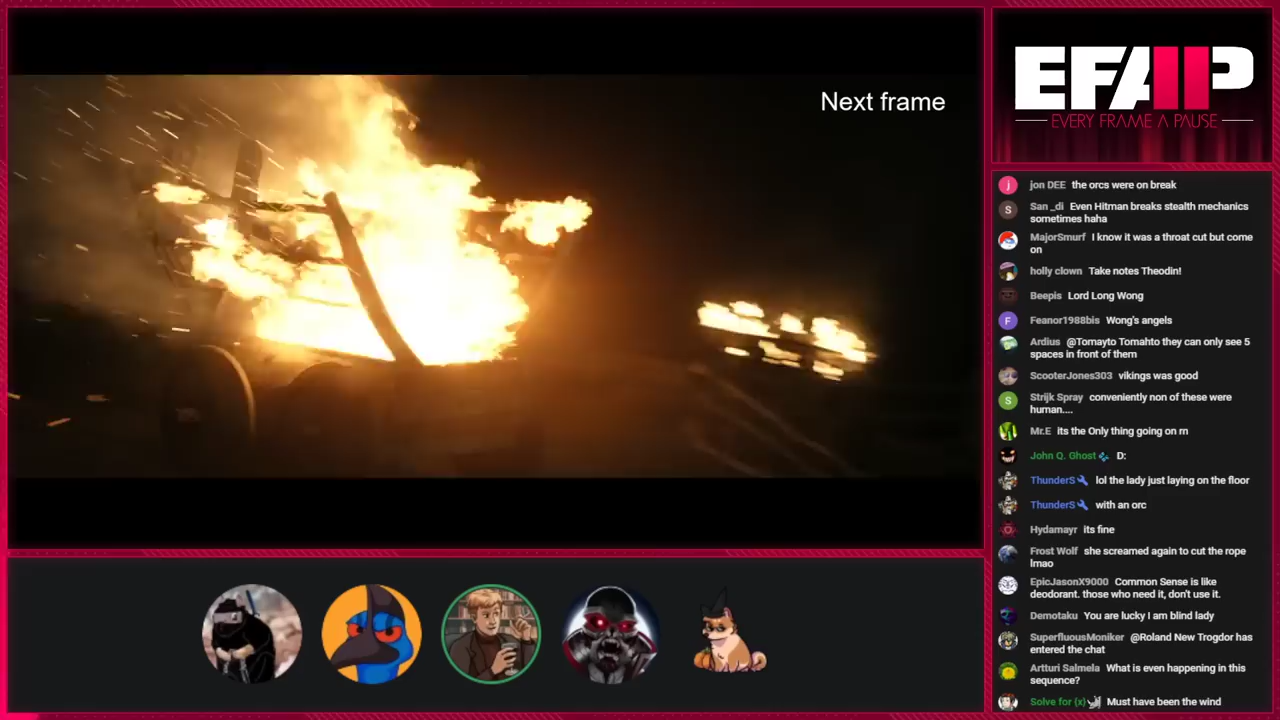 Next frame
EFAP
EVERY FRAME A PAUSE
jon DEE the orcs were on break
San _di Even Hitman breaks stealth mechanics
sometimes haha
MajorSmurf I know it was a throat cut but come
on
holly clown Take notes Theodin!
Beepis Lord Long Wong
Feanor1988bis Wong's angels
Ardius @Tomayto Tomahto they can only see 5
spaces in front of them
ScooterJones303 vikings was good
Strijk Spray conveniently non of these were
human....
Mr.E its the Only thing going on rn
John Q. Ghost D:
ThunderS lol the lady just laying on the floor
ThunderS with an orc
Hydamayr its fine
Frost Wolf she screamed again to cut the rope
lmao
EpicJasonX9000 Common Sense is like
deodorant. those who need it, don't use it.
Demotaku You are lucky I am blind lady
SuperfluousMoniker @Roland New Trogdor has
entered the chat
Artturi Salmela What is even happening in this
sequence?
Solve for {x} Must have been the wind